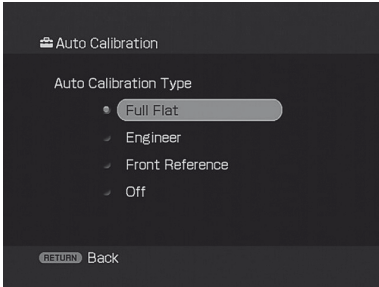 Auto Calibration
Auto Calibration Type
Full Flat
Engineer
Front Reference
Off
RETURN Back